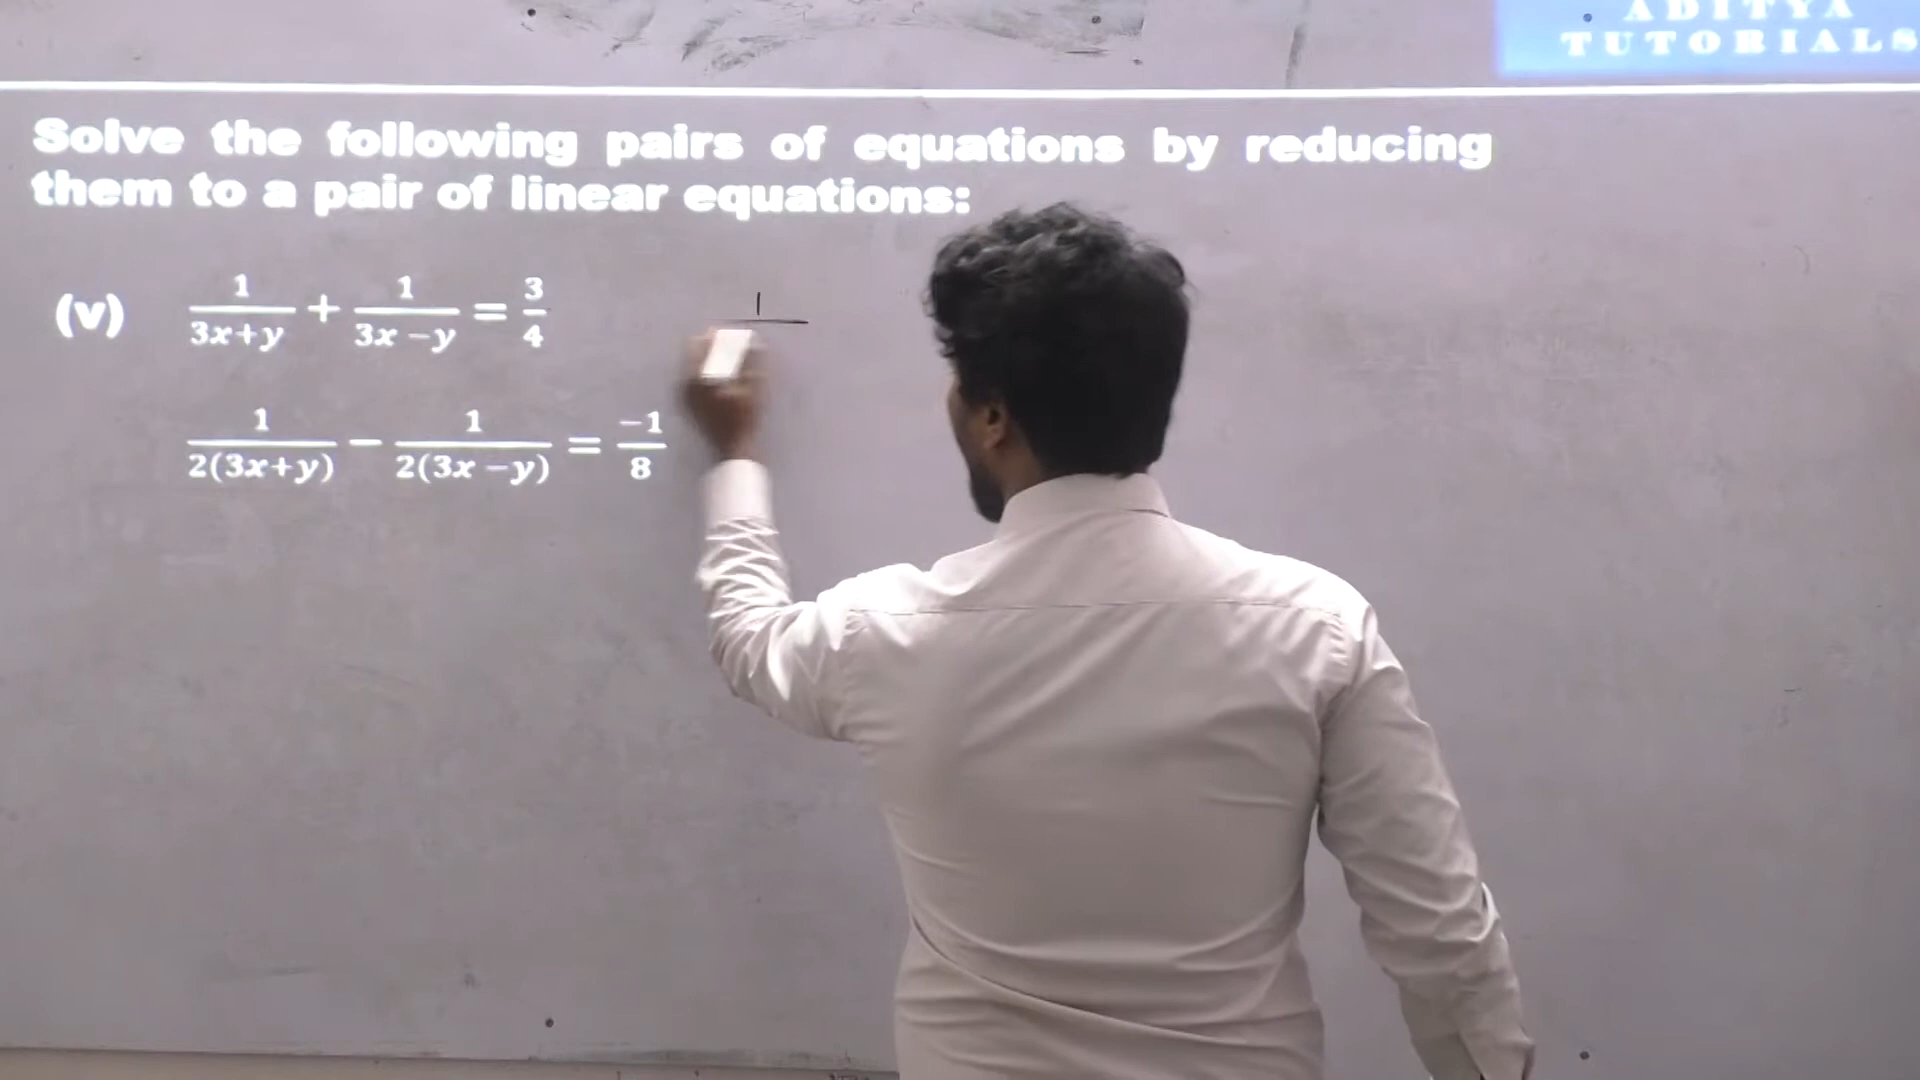 ADITYA
TUTORIALS
Solve the following pairs of equations by reducing
them to a pair of linear equations:
(v) 1/(3x+y) + 1/(3x−y) = 3/4
1/(2(3x+y)) − 1/(2(3x−y)) = −1/8
1